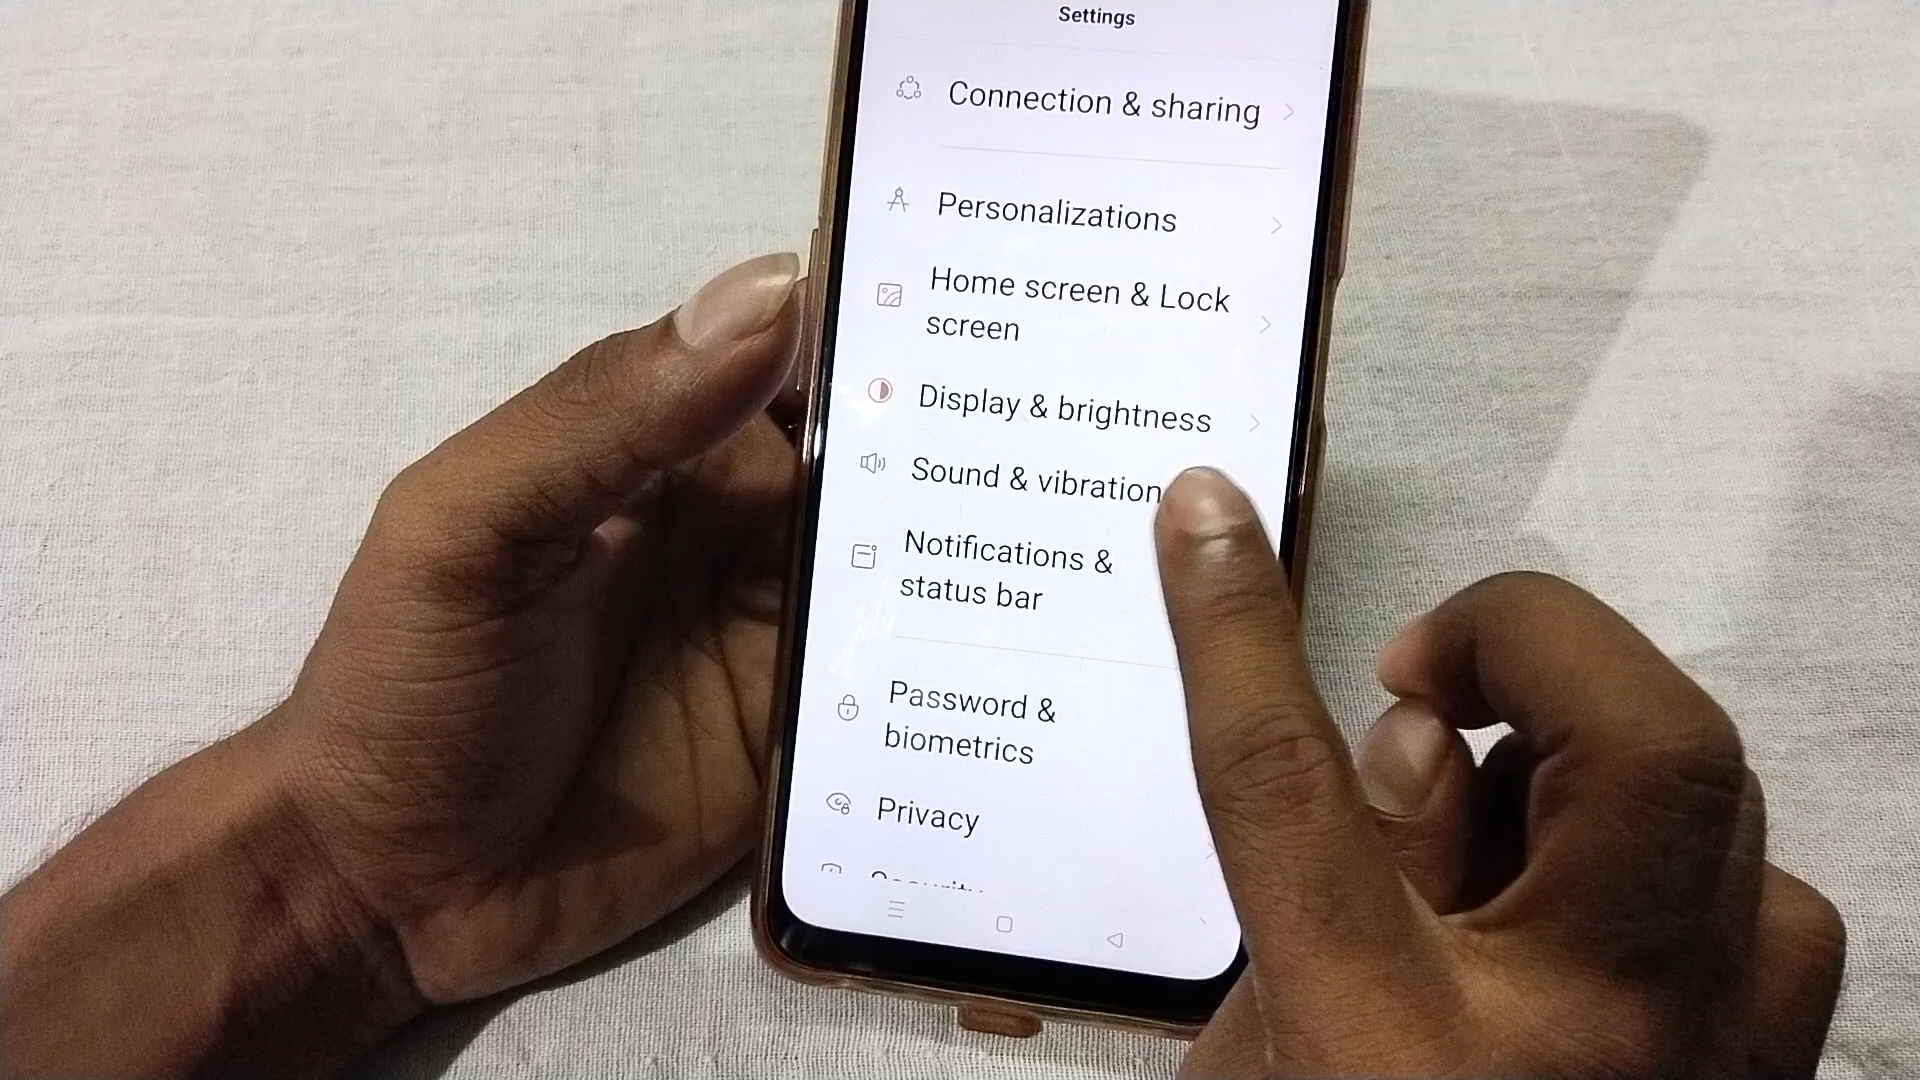 Settings
Connection & sharing
Personalizations
Home screen & Lock
screen
Display & brightness
Sound & vibration
Notifications &
status bar
Password &
biometrics
Privacy